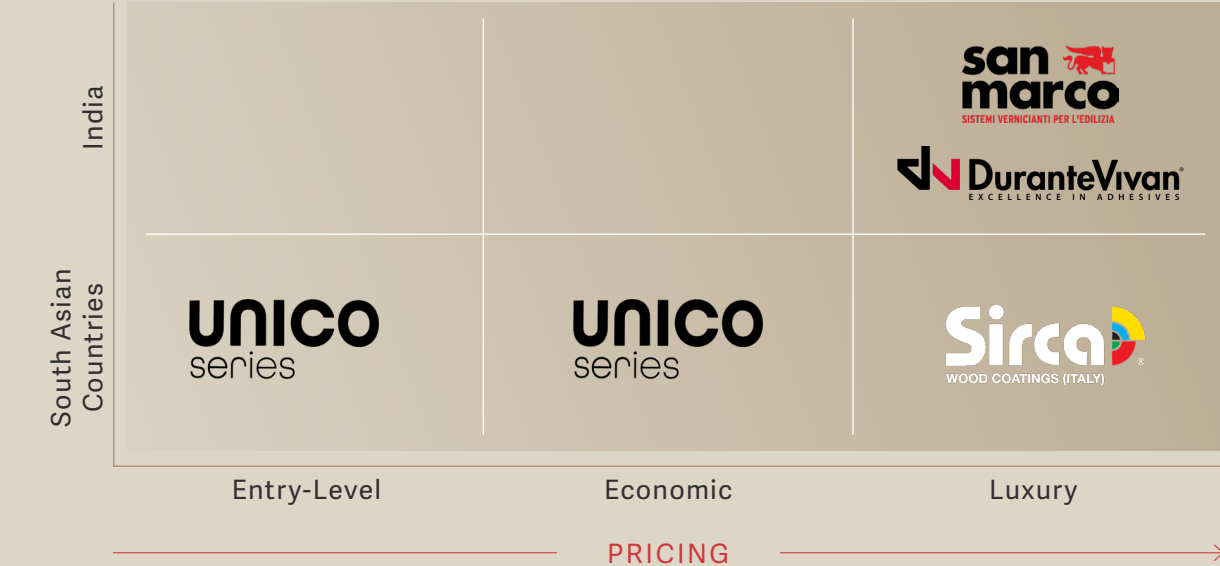 India
san
marco
SISTEMI VERNICIANTI PER L'EDILIZIA
DuranteVivan®
EXCELLENCE IN ADHESIVES
South Asian
Countries
UNICO
series
UNICO
series
Sirca®
WOOD COATINGS (ITALY)
Entry-Level
Economic
Luxury
PRICING